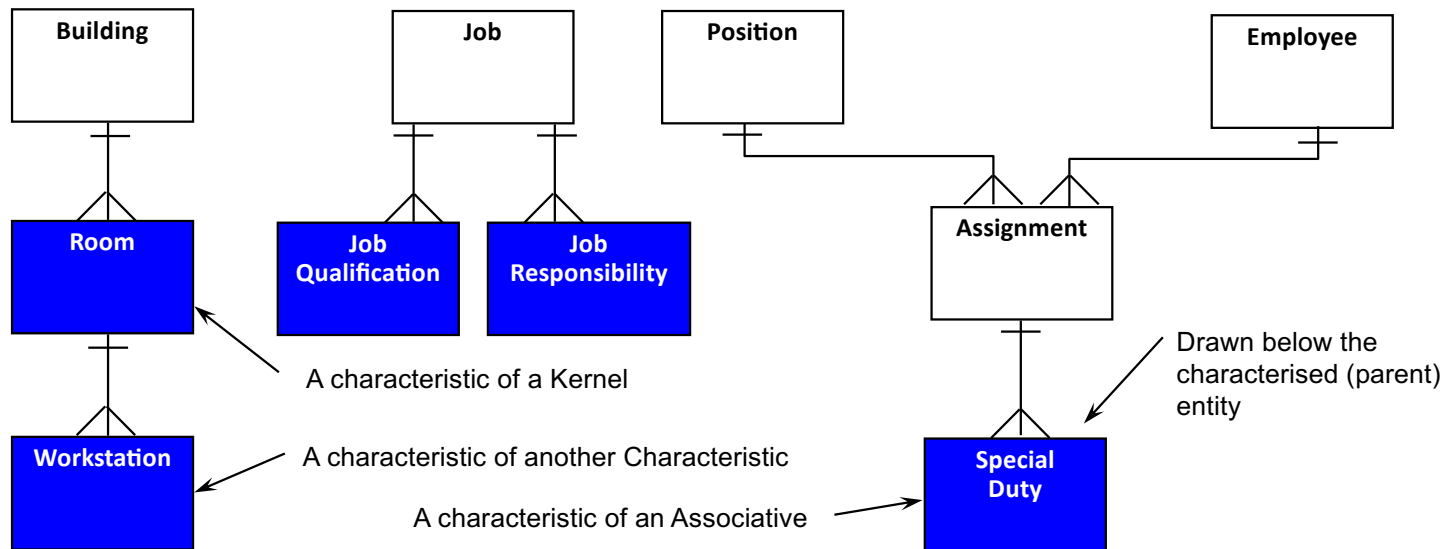 Building
Job
Position
Employee
Room
Job
Qualification
Job
Responsibility
Assignment
A characteristic of a Kernel
Drawn below the
characterised (parent)
entity
Workstation
A characteristic of another Characteristic
Special
Duty
A characteristic of an Associative